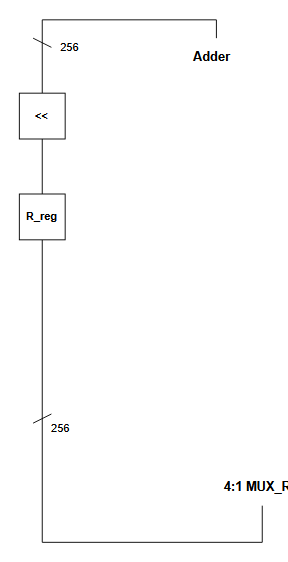 256
Adder
<<
R_reg
256
4:1 MUX_R